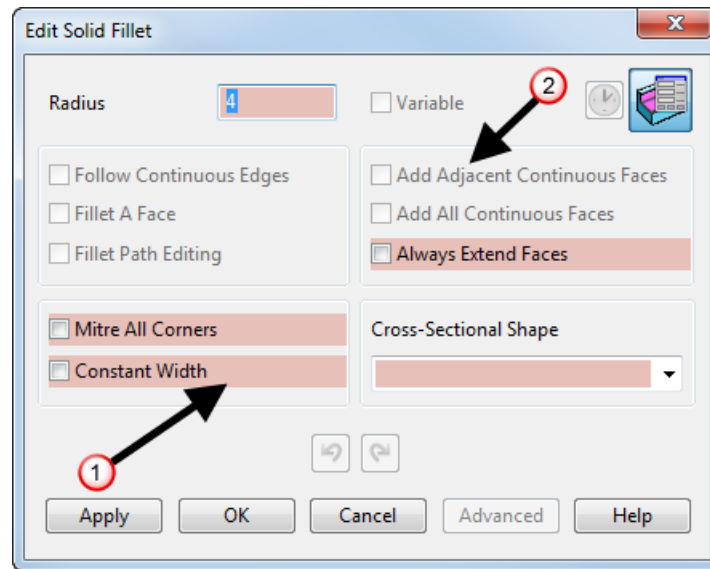 Edit Solid Fillet
Radius 4 Variable 2
Follow Continuous Edges
Fillet A Face
Fillet Path Editing
Add Adjacent Continuous Faces
Add All Continuous Faces
Always Extend Faces
Mitre All Corners
Constant Width
Cross-Sectional Shape
1
Apply OK Cancel Advanced Help